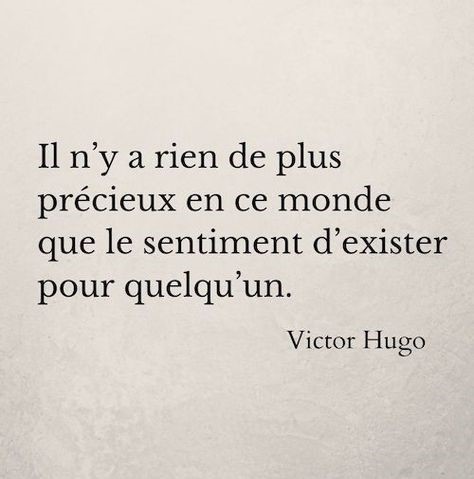 Il n’y a rien de plus
précieux en ce monde
que le sentiment d’exister
pour quelqu’un.
Victor Hugo